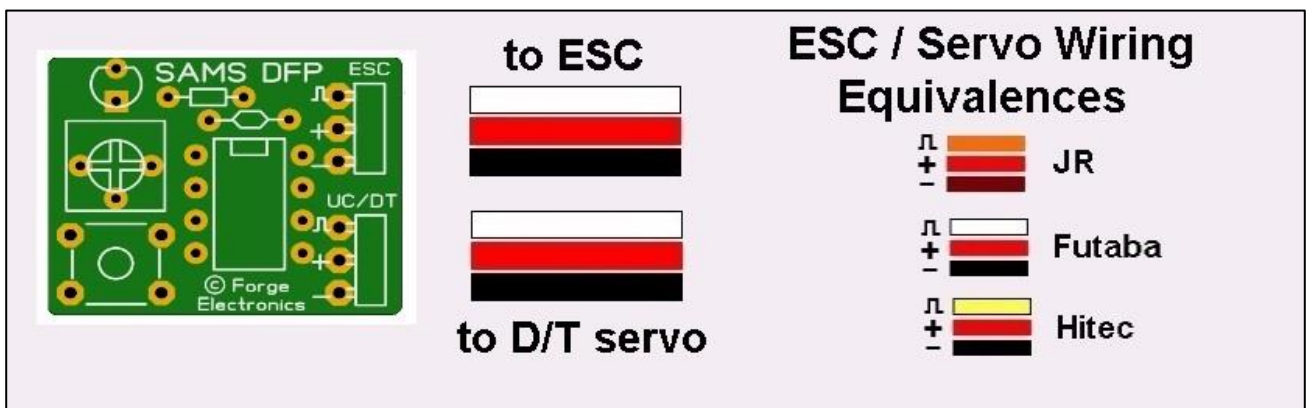 SAMS DFP
ESC
+
−
UC/DT
+
−
© Forge
Electronics
to ESC
to D/T servo
ESC / Servo Wiring
Equivalences
+
−
JR
+
−
Futaba
+
−
Hitec